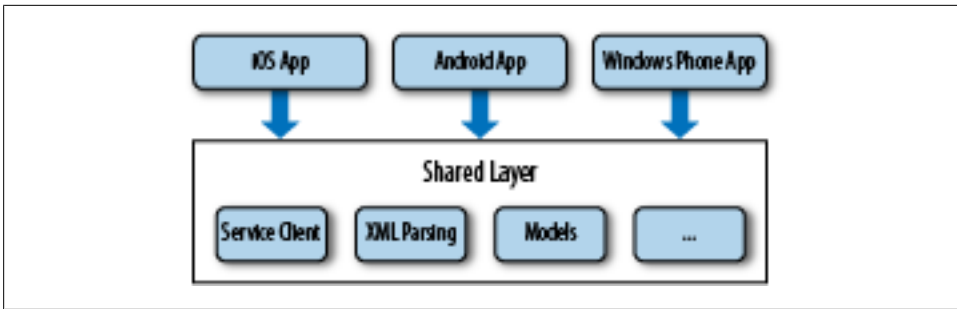 iOS App
Android App
Windows Phone App
Shared Layer
Service Client
XML Parsing
Models
...